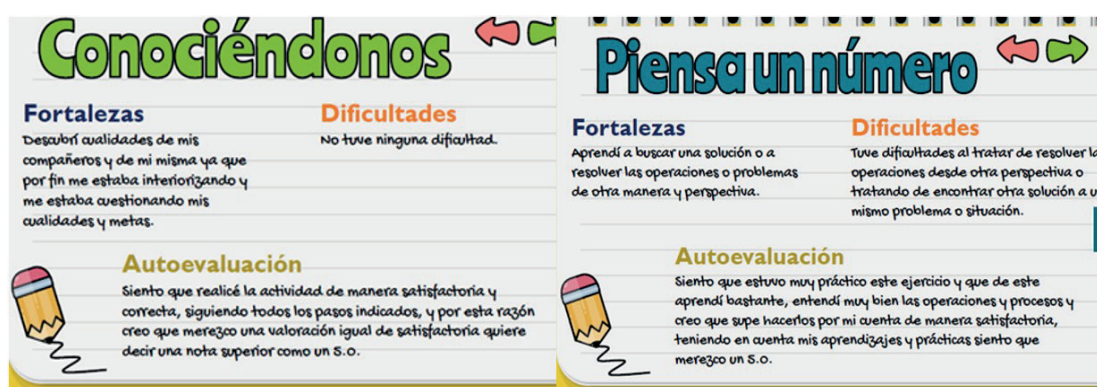 Conociéndonos
Fortalezas
Descubrí cualidades de mis
compañeros y de mi misma ya que
por fin me estaba interiorizando y
me estaba cuestionando mis
cualidades y metas.
Dificultades
No tuve ninguna dificultad.
Autoevaluación
Siento que realicé la actividad de manera satisfactoria y
correcta, siguiendo todos los pasos indicados, y por esta razón
creo que merezco una valoración igual de satisfactoria quiere
decir una nota superior como un 5.0.
Piensa un número
Fortalezas
Aprendí a buscar una solución o a
resolver las operaciones o problemas
de otra manera y perspectiva.
Dificultades
Tuve dificultades al tratar de resolver
operaciones desde otra perspectiva o
tratando de encontrar otra solución a
mismo problema o situación.
Autoevaluación
Siento que estuvo muy práctico este ejercicio y que de este
aprendí bastante, entendí muy bien las operaciones y procesos y
creo que supe hacerlos por mi cuenta de manera satisfactoria,
teniendo en cuenta mis aprendizajes y prácticas siento que
merezco un 5.0.